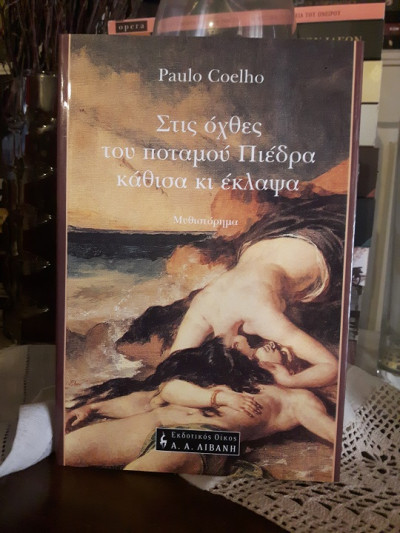 opera
Paulo Coelho
Στις όχθες
του ποταμού Πιέδρα
κάθισα κι έκλαψα
Μυθιστόρημα
Εκδοτικός Οίκος
Α. Α. ΛΙΒΑΝΗ